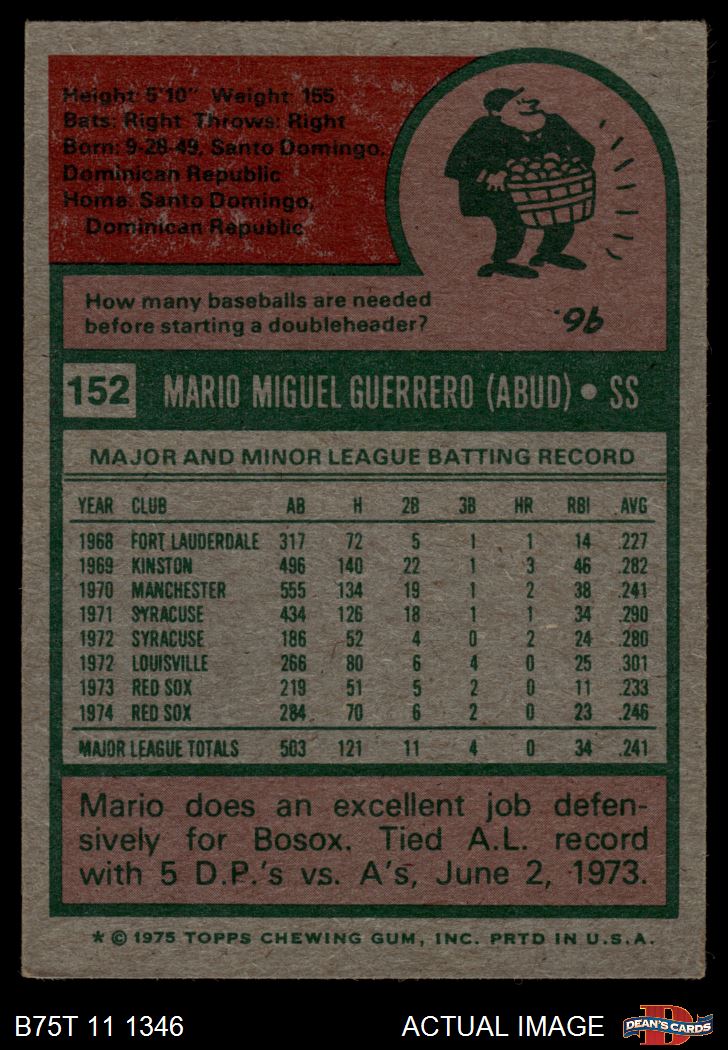 Height: 5'10" Weight: 155
Bats: Right Throws: Right
Born: 9-28-49, Santo Domingo,
Dominican Republic
Home: Santo Domingo,
Dominican Republic
How many baseballs are needed
before starting a doubleheader?
96.
152 MARIO MIGUEL GUERRERO (ABUD) • SS
MAJOR AND MINOR LEAGUE BATTING RECORD
YEAR CLUB AB H 2B 3B HR RBI AVG
1968 FORT LAUDERDALE 317 72 5 1 1 14 .227
1969 KINSTON 496 140 22 1 3 46 .282
1970 MANCHESTER 555 134 19 1 2 38 .241
1971 SYRACUSE 434 126 18 1 1 34 .290
1972 SYRACUSE 186 52 4 0 2 24 .280
1972 LOUISVILLE 266 80 6 4 0 25 .301
1973 RED SOX 219 51 5 2 0 11 .233
1974 RED SOX 284 70 6 2 0 23 .246
MAJOR LEAGUE TOTALS 503 121 11 4 0 34 .241
Mario does an excellent job defen-
sively for Bosox. Tied A.L. record
with 5 D.P.'s vs. A's, June 2, 1973.
* © 1975 TOPPS CHEWING GUM, INC. PRTD IN U.S.A.
B75T 11 1346 ACTUAL IMAGE D DEAN'S CARDS